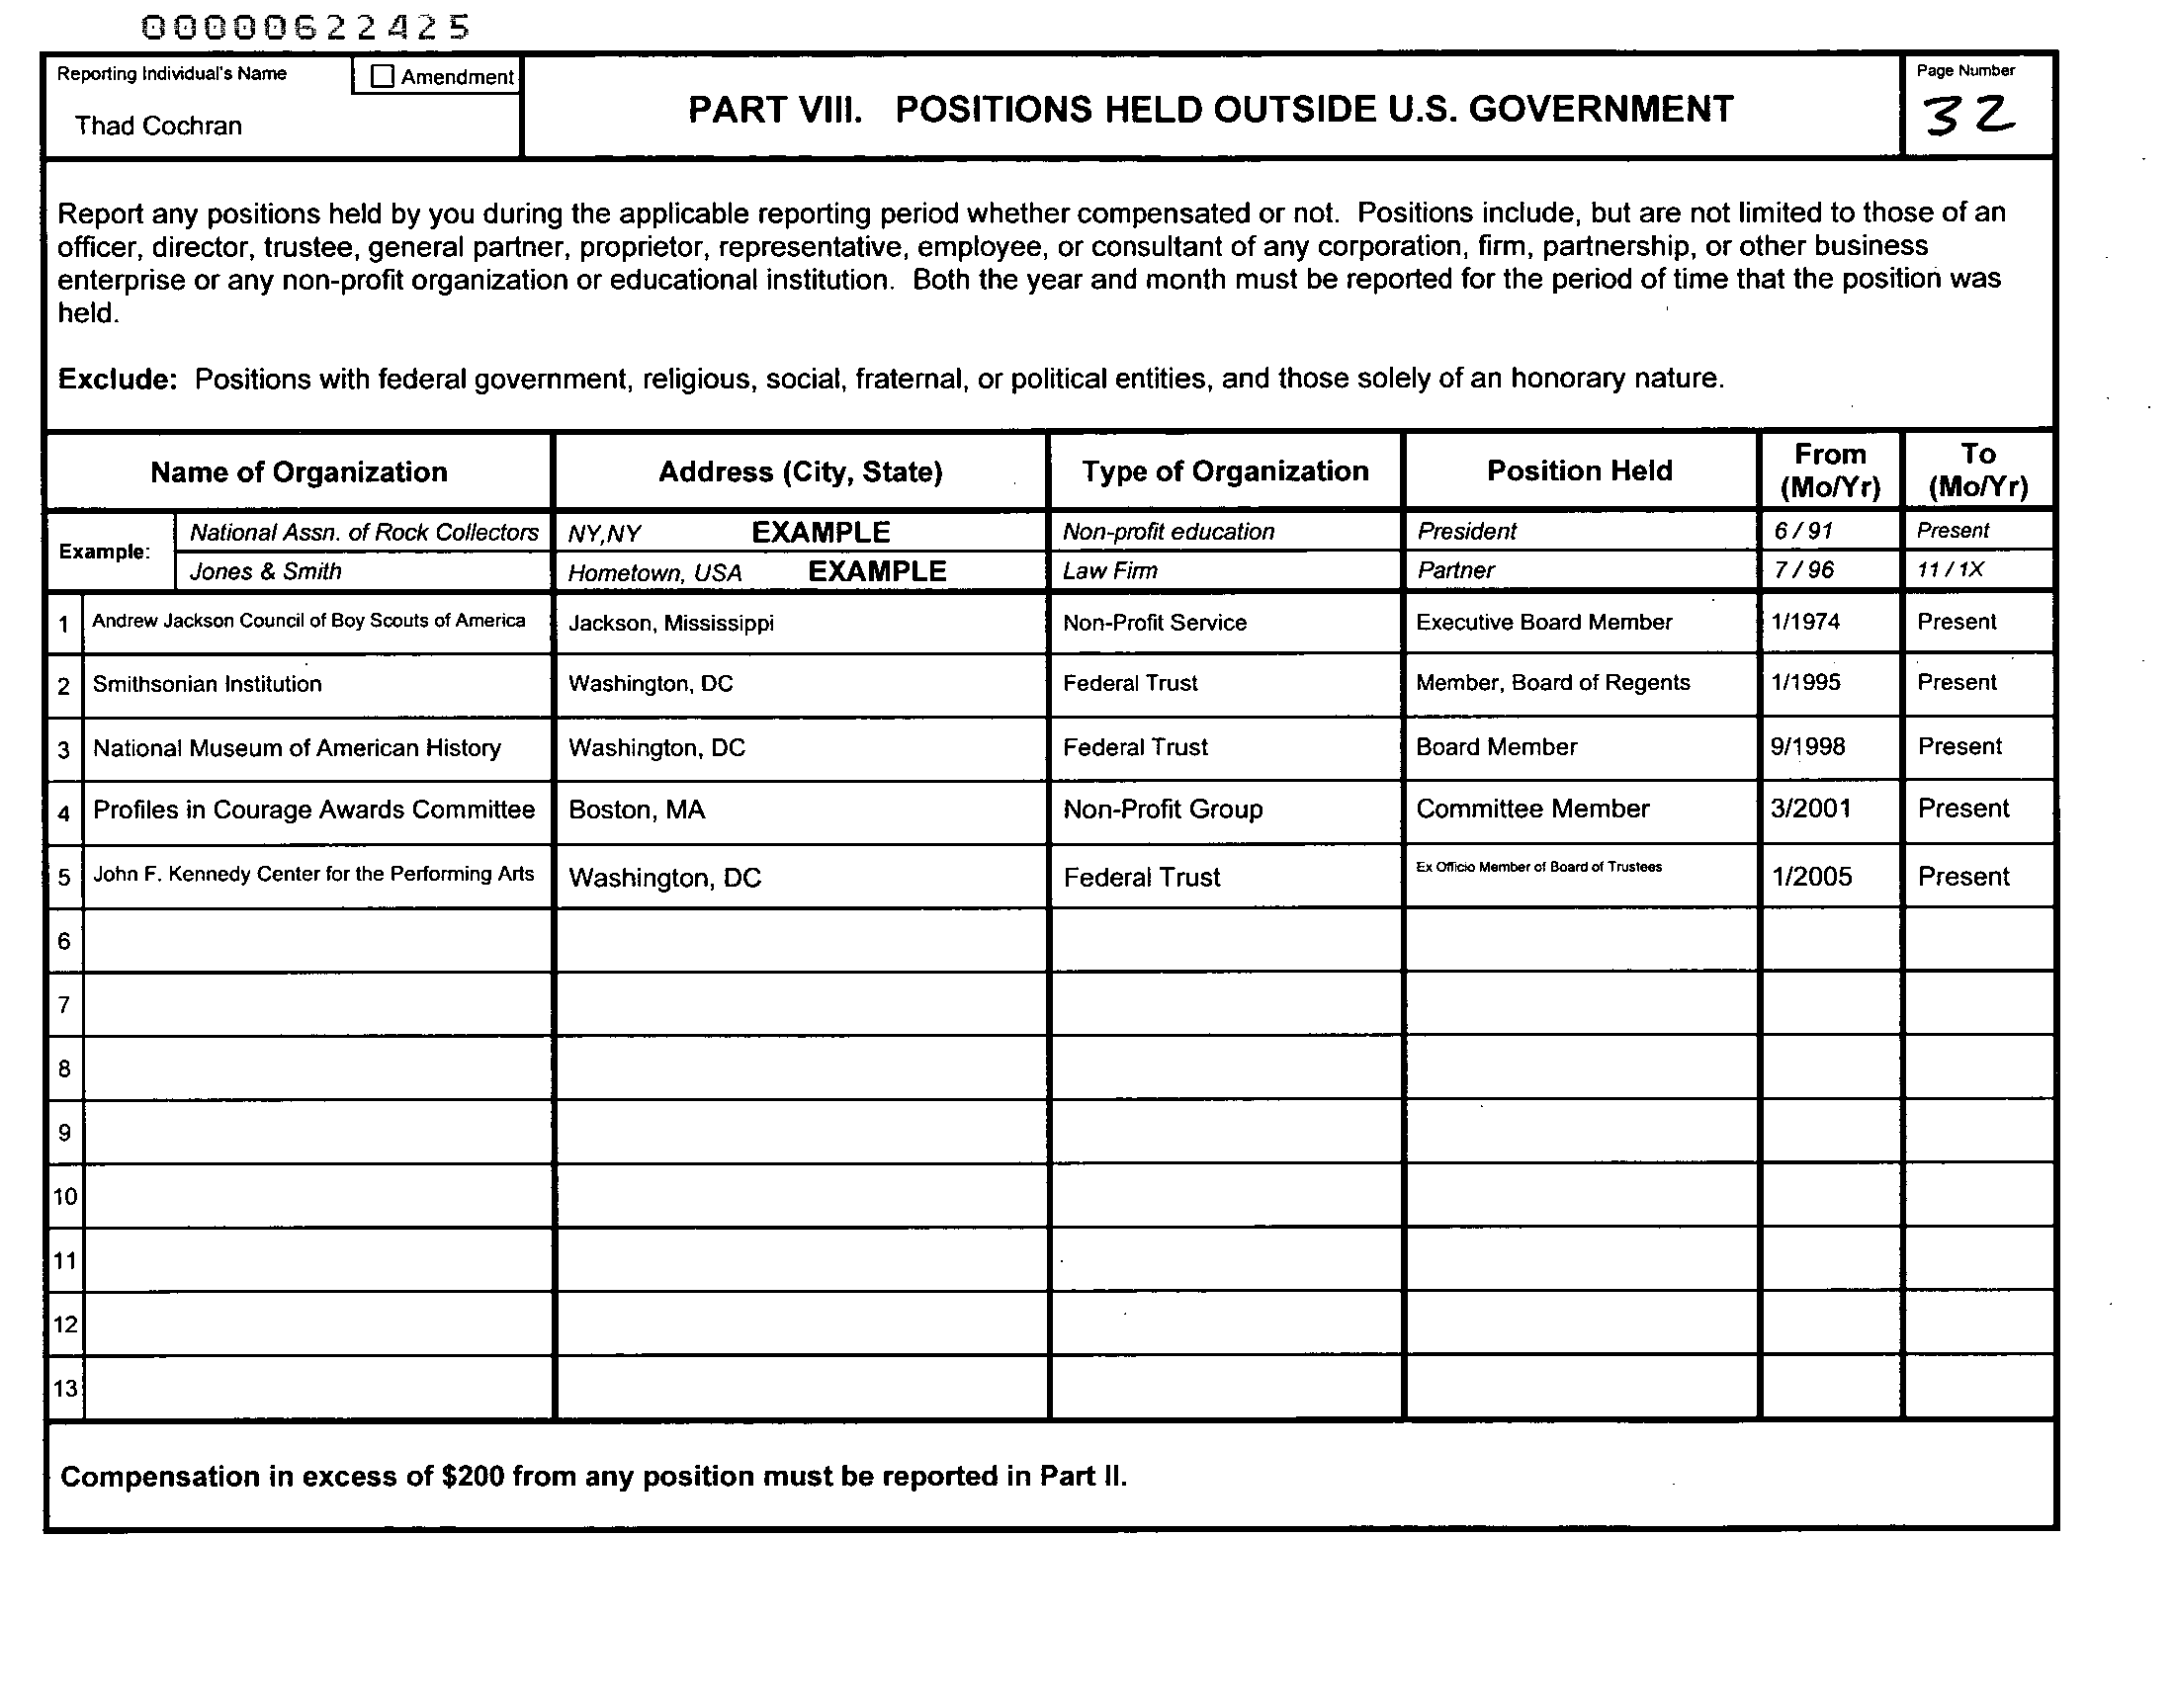 00000622425
Reporting Individual's Name
Amendment
Thad Cochran
PART VIII. POSITIONS HELD OUTSIDE U.S. GOVERNMENT
Page Number
32
Report any positions held by you during the applicable reporting period whether compensated or not. Positions include, but are not limited to those of an
officer, director, trustee, general partner, proprietor, representative, employee, or consultant of any corporation, firm, partnership, or other business
enterprise or any non-profit organization or educational institution. Both the year and month must be reported for the period of time that the position was
held.
Exclude: Positions with federal government, religious, social, fraternal, or political entities, and those solely of an honorary nature.
Name of Organization Address (City, State) Type of Organization Position Held From (Mo/Yr) To (Mo/Yr)
Example: National Assn. of Rock Collectors NY,NY EXAMPLE Non-profit education President 6 / 91 Present
Jones & Smith Hometown, USA EXAMPLE Law Firm Partner 7 / 96 11 / 1X
1 Andrew Jackson Council of Boy Scouts of America Jackson, Mississippi Non-Profit Service Executive Board Member 1/1974 Present
2 Smithsonian Institution Washington, DC Federal Trust Member, Board of Regents 1/1995 Present
3 National Museum of American History Washington, DC Federal Trust Board Member 9/1998 Present
4 Profiles in Courage Awards Committee Boston, MA Non-Profit Group Committee Member 3/2001 Present
5 John F. Kennedy Center for the Performing Arts Washington, DC Federal Trust Ex Officio Member of Board of Trustees 1/2005 Present
6
7
8
9
10
11
12
13
Compensation in excess of $200 from any position must be reported in Part II.